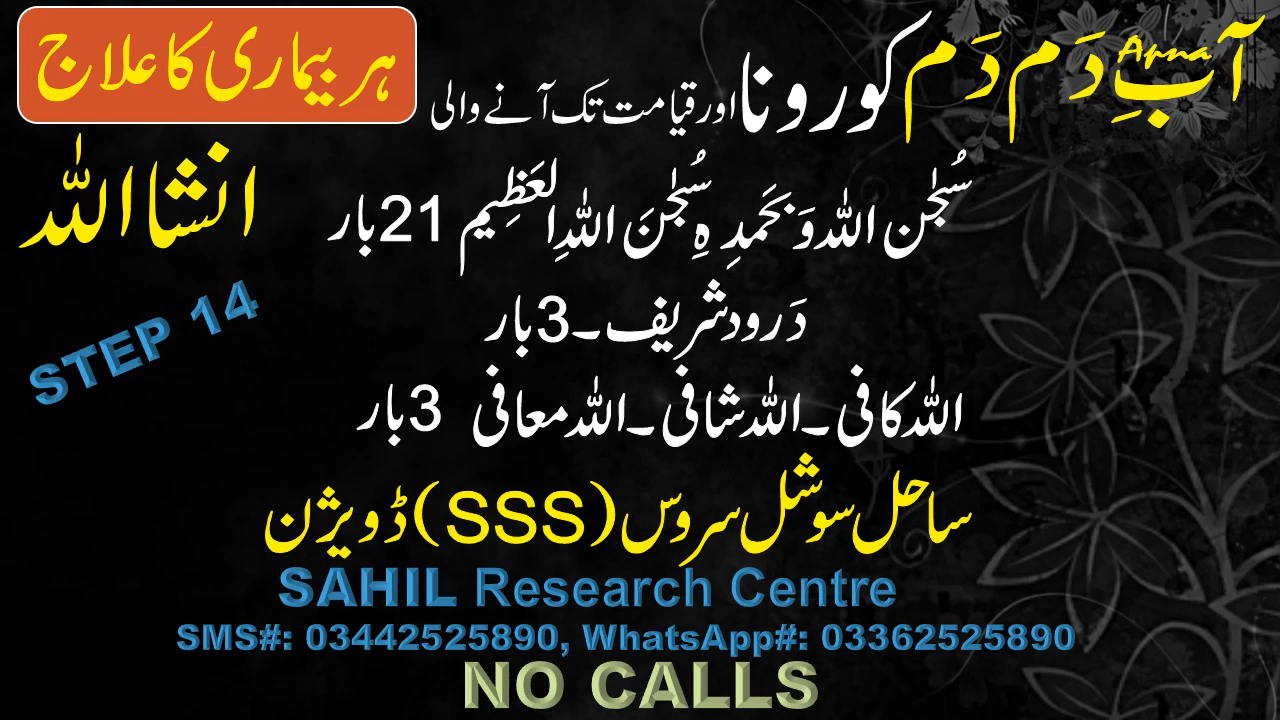 آبِ دَم دَم کورونا اور قیامت تک آنے والی
Apna
ہر بیماری کا علاج
سُبحٰن اللہ وَبَحَمدِہِ سُبحٰنَ اللہِ العَظِیم 21 بار
انشااللہ
دَرود شریف۔3 بار
STEP 14
اللہ کافی۔اللہ شافی۔اللہ معافی 3 بار
ساحل سوشل سروس (SSS) ڈویژن
SAHIL Research Centre
SMS#: 03442525890, WhatsApp#: 03362525890
NO CALLS